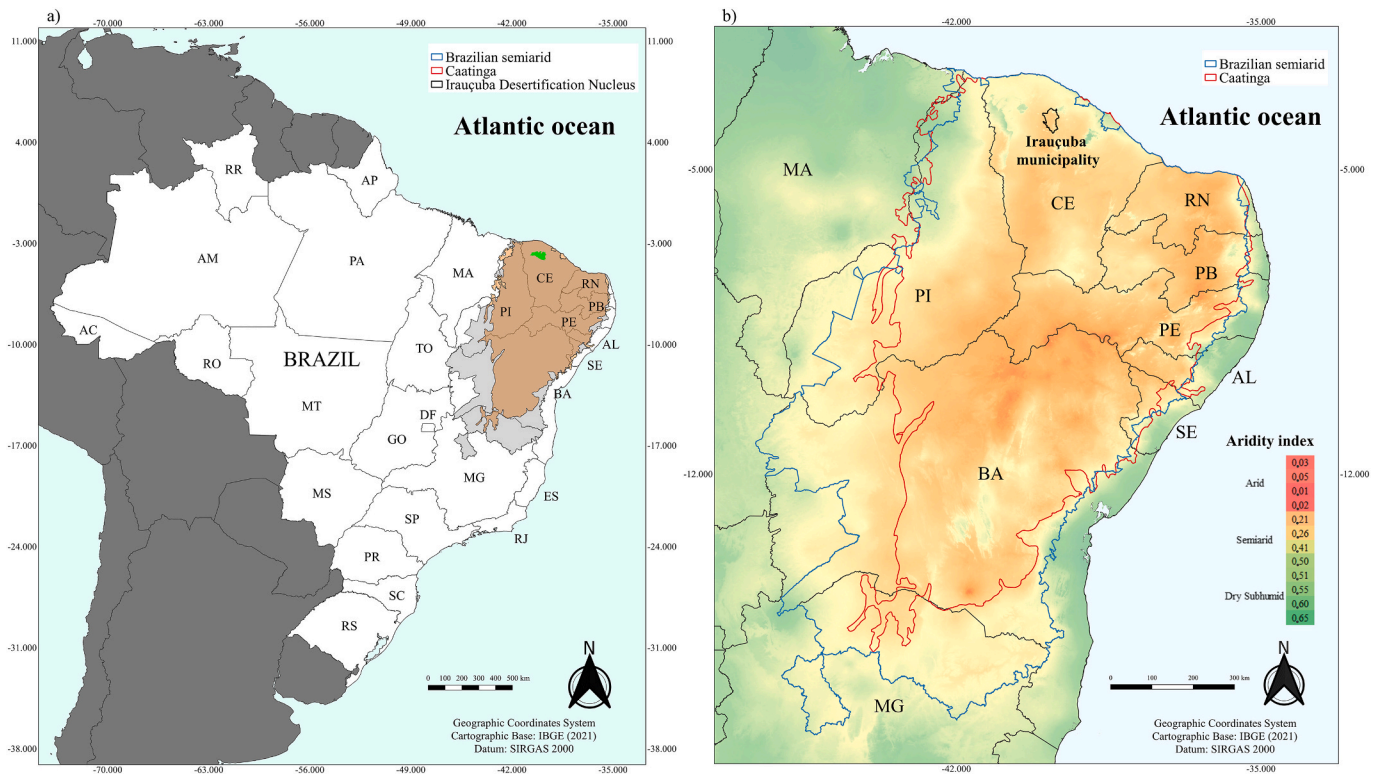 a)
-70.000 -63.000 -56.000 -49.000 -42.000 -35.000
11.000 11.000
Brazilian semiarid
Caatinga
Irauçuba Desertification Nucleus
Atlantic ocean
4.000 4.000
RR
AP
-3.000 -3.000
AM
PA
MA
CE
RN
PI
PB
PE
AC
-10.000 -10.000
TO
AL
RO
BRAZIL
SE
BA
MT
DF
GO
-17.000 -17.000
MG
MS
ES
SP
RJ
-24.000 -24.000
PR
SC
RS
-31.000 -31.000
N
0 100 200 300 400 500 km
Geographic Coordinates System
Cartographic Base: IBGE (2021)
Datum: SIRGAS 2000
-38.000 -38.000
-70.000 -63.000 -56.000 -49.000 -42.000 -35.000
b)
-42.000 -35.000
Brazilian semiarid
Caatinga
Atlantic ocean
Irauçuba
municipality
-5.000 -5.000
MA
CE
RN
PB
PI
PE
AL
SE
BA
-12.000 -12.000
MG
Aridity index
0,03
0,05
Arid
0,01
0,02
0,21
0,26
Semiarid
0,41
0,50
0,51
0,55
Dry Subhumid
0,60
0,65
N
0 100 200 300 km
Geographic Coordinates System
Cartographic Base: IBGE (2021)
Datum: SIRGAS 2000
-42.000 -35.000